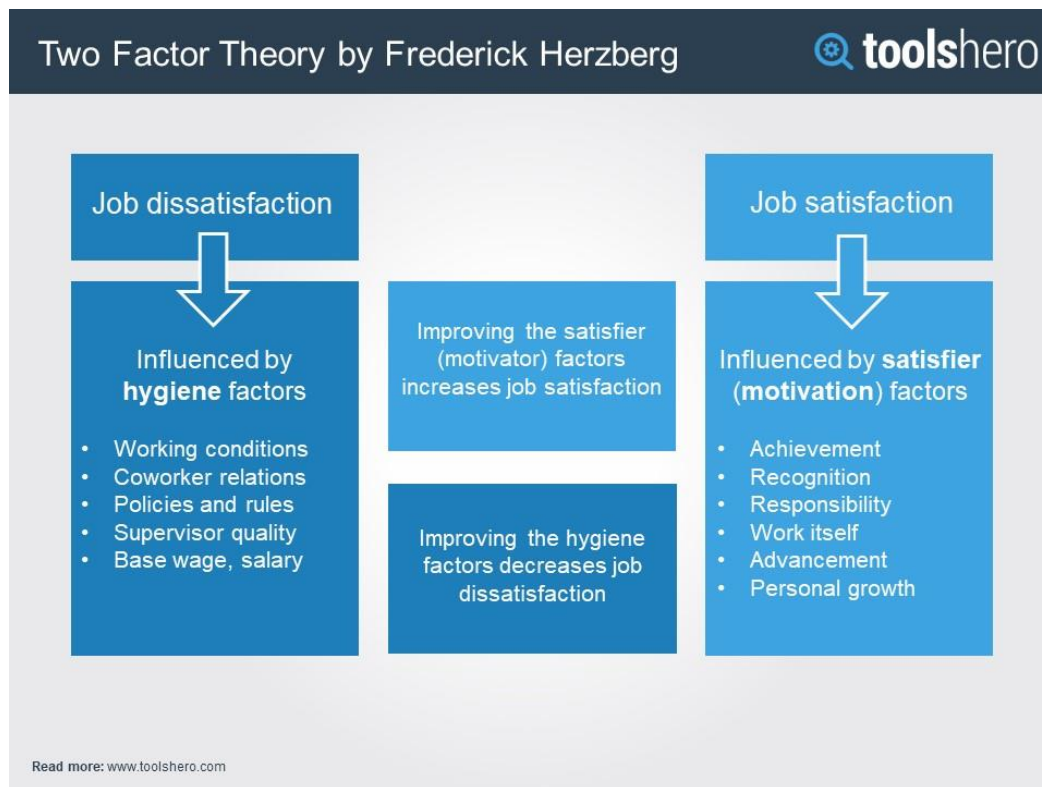 Two Factor Theory by Frederick Herzberg
toolshero
Job dissatisfaction
Influenced by
hygiene factors
• Working conditions
• Coworker relations
• Policies and rules
• Supervisor quality
• Base wage, salary
Improving the satisfier
(motivator) factors
increases job satisfaction
Improving the hygiene
factors decreases job
dissatisfaction
Job satisfaction
Influenced by satisfier
(motivation) factors
• Achievement
• Recognition
• Responsibility
• Work itself
• Advancement
• Personal growth
Read more: www.toolshero.com